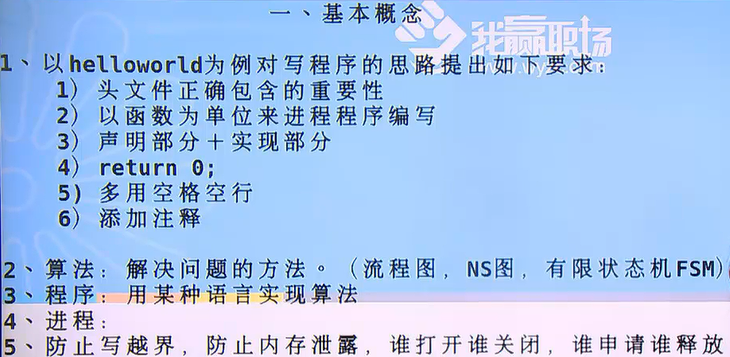 一、基本概念
我赢职场
1、以helloworld为例对写程序的思路提出如下要求:
1) 头文件正确包含的重要性
2) 以函数为单位来进程程序编写
3) 声明部分+实现部分
4) return 0;
5) 多用空格空行
6) 添加注释
2、算法: 解决问题的方法。(流程图, NS图, 有限状态机FSM)
3、程序: 用某种语言实现算法
4、进程:
5、防止写越界, 防止内存泄露, 谁打开谁关闭, 谁申请谁释放